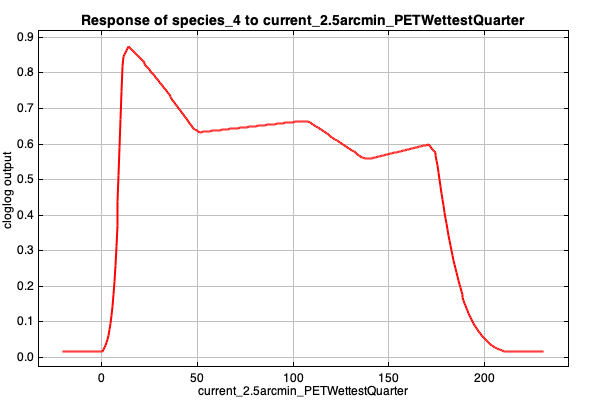 Response of species_4 to current_2.5arcmin_PETWettestQuarter
cloglog output
0.9
0.8
0.7
0.6
0.5
0.4
0.3
0.2
0.1
0.0
0 50 100 150 200
current_2.5arcmin_PETWettestQuarter